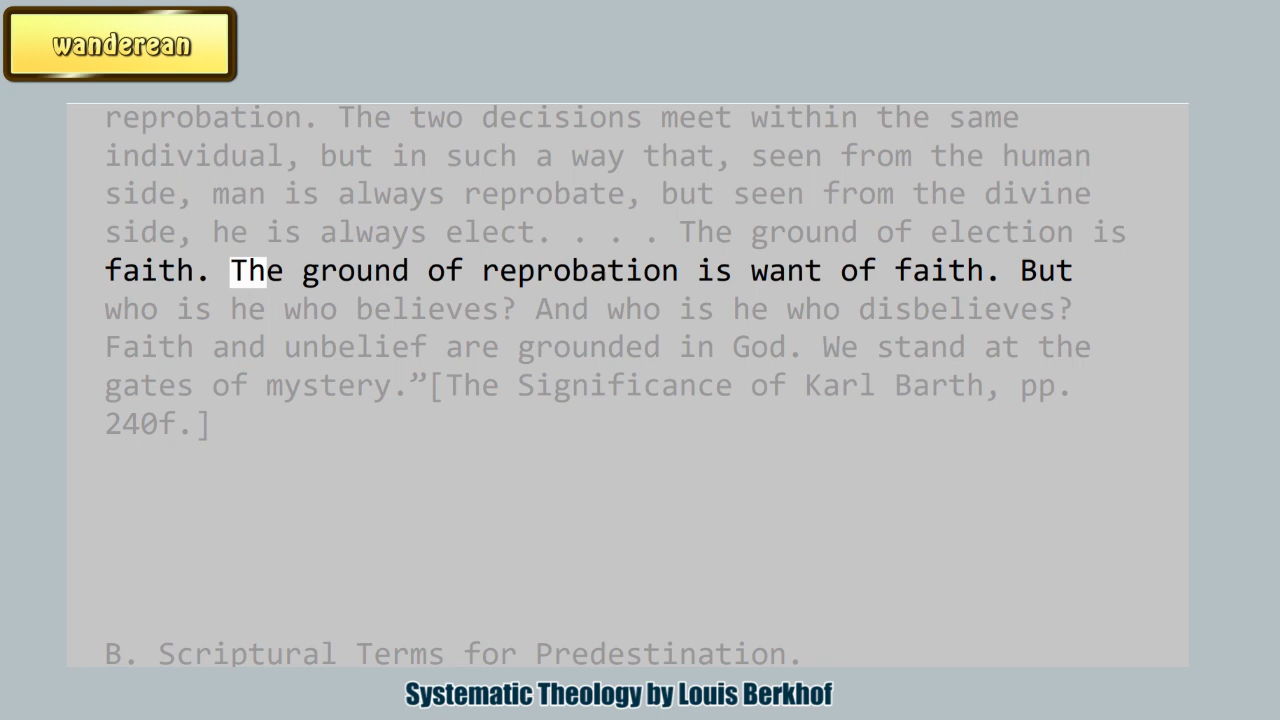 wanderean
reprobation. The two decisions meet within the same
individual, but in such a way that, seen from the human
side, man is always reprobate, but seen from the divine
side, he is always elect. . . . The ground of election is
faith. The ground of reprobation is want of faith. But
who is he who believes? And who is he who disbelieves?
Faith and unbelief are grounded in God. We stand at the
gates of mystery.”[The Significance of Karl Barth, pp.
240f.]
B. Scriptural Terms for Predestination.
Systematic Theology by Louis Berkhof